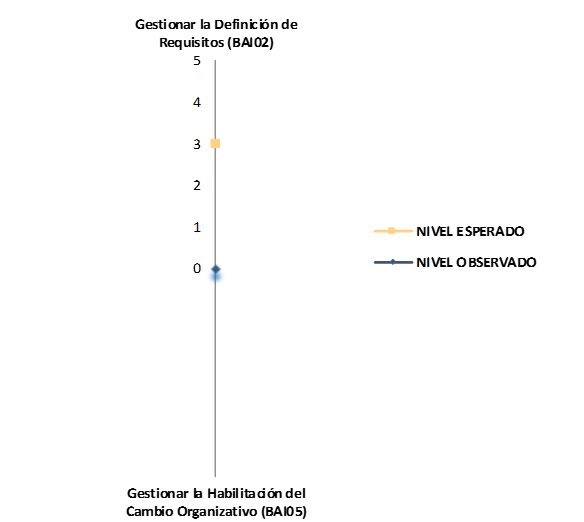 Gestionar la Definición de
Requisitos (BAI02)
5
4
3
2
1
0
NIVEL ESPERADO
NIVEL OBSERVADO
Gestionar la Habilitación del
Cambio Organizativo (BAI05)